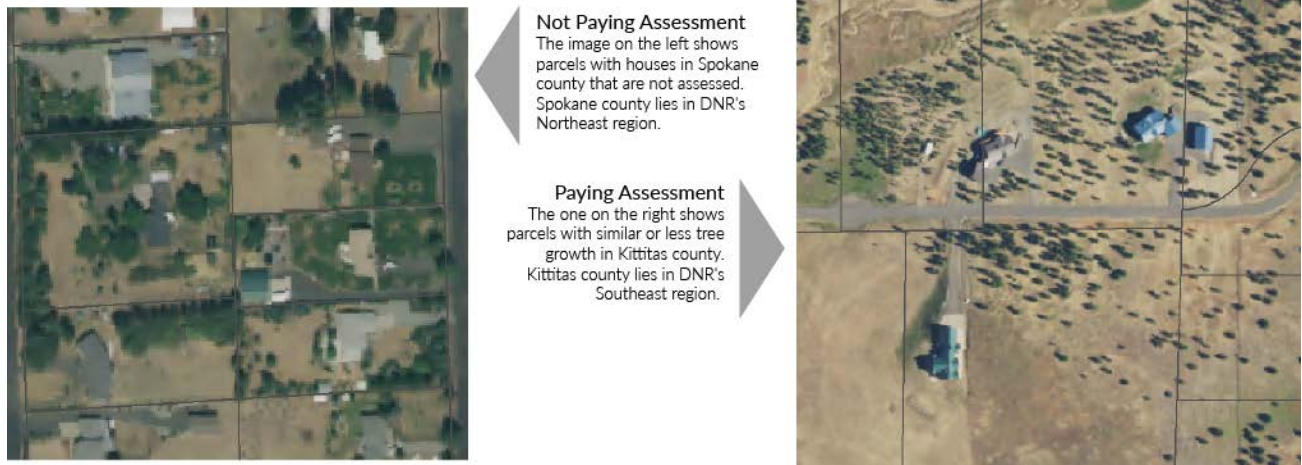 Not Paying Assessment
The image on the left shows
parcels with houses in Spokane
county that are not assessed.
Spokane county lies in DNR's
Northeast region.
Paying Assessment
The one on the right shows
parcels with similar or less tree
growth in Kittitas county.
Kittitas county lies in DNR's
Southeast region.